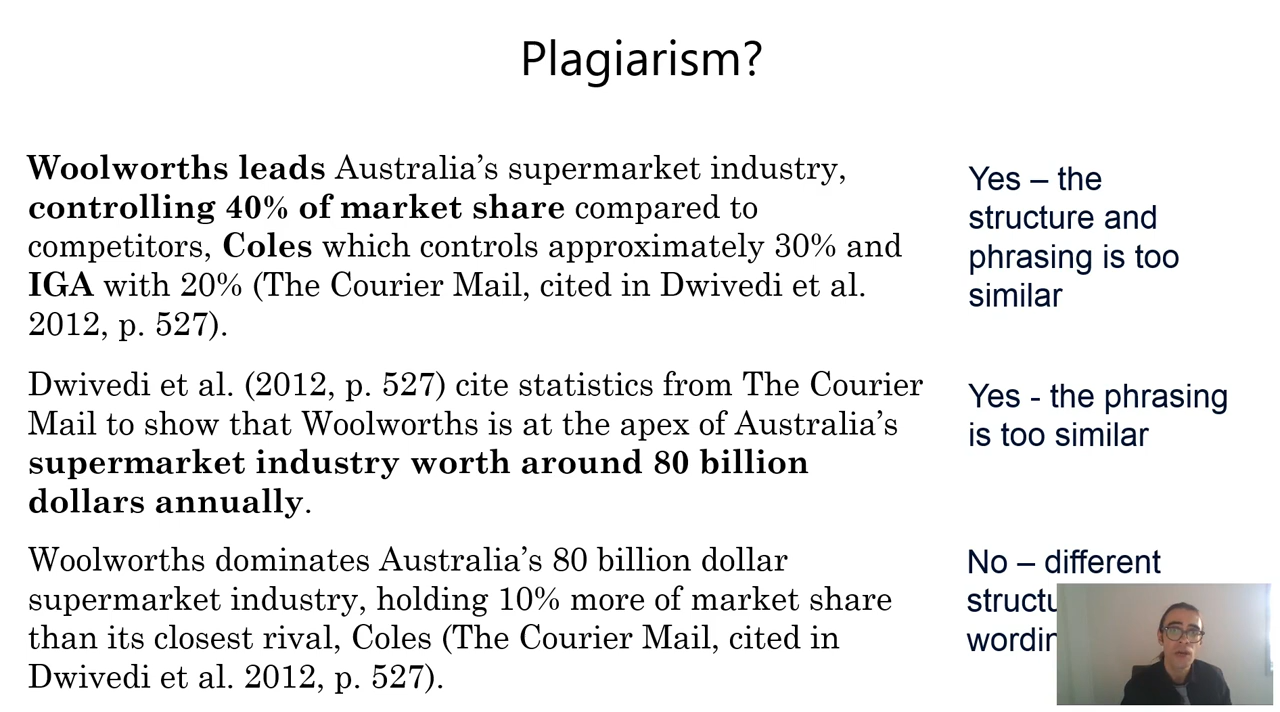 Plagiarism?
Woolworths leads Australia’s supermarket industry,
controlling 40% of market share compared to
competitors, Coles which controls approximately 30% and
IGA with 20% (The Courier Mail, cited in Dwivedi et al.
2012, p. 527).
Yes – the
structure and
phrasing is too
similar
Dwivedi et al. (2012, p. 527) cite statistics from The Courier
Mail to show that Woolworths is at the apex of Australia’s
supermarket industry worth around 80 billion
dollars annually.
Yes - the phrasing
is too similar
Woolworths dominates Australia’s 80 billion dollar
supermarket industry, holding 10% more of market share
than its closest rival, Coles (The Courier Mail, cited in
Dwivedi et al. 2012, p. 527).
No – different